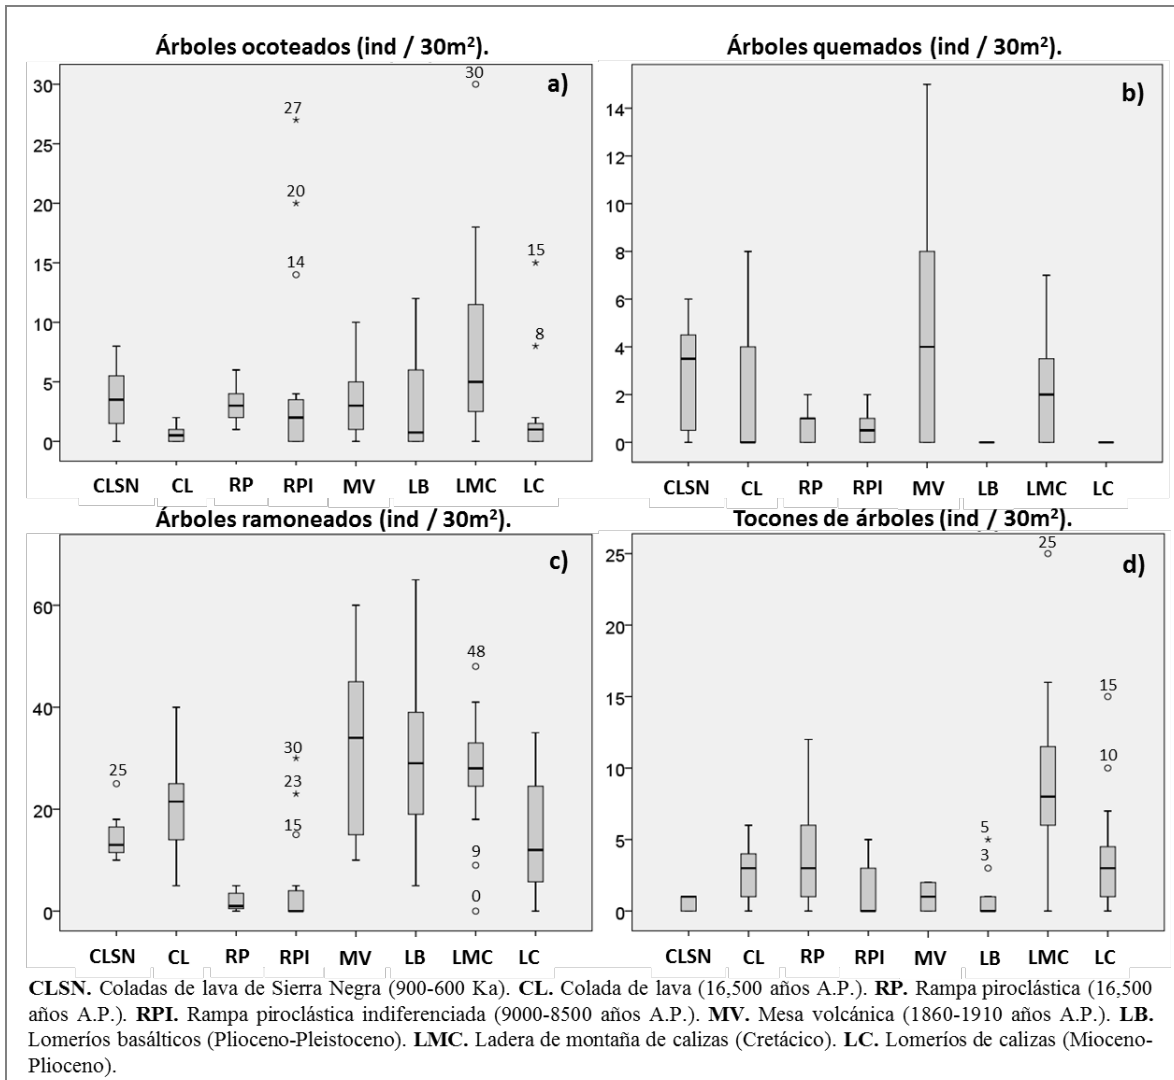 Árboles ocoteados (ind / 30m²).
a)
30
25
20
15
10
5
0
27
20
14
30
15
8
CLSN CL RP RPI MV LB LMC LC
Árboles quemados (ind / 30m²).
b)
14
12
10
8
6
4
2
0
CLSN CL RP RPI MV LB LMC LC
Árboles ramoneados (ind / 30m²).
c)
60
40
20
0
25
30
23
15
48
9
0
CLSN CL RP RPI MV LB LMC LC
Tocones de árboles (ind / 30m²).
d)
25
20
15
10
5
0
5
3
25
15
10
CLSN CL RP RPI MV LB LMC LC
CLSN. Coladas de lava de Sierra Negra (900-600 Ka). CL. Colada de lava (16,500 años A.P.). RP. Rampa piroclástica (16,500
años A.P.). RPI. Rampa piroclástica indiferenciada (9000-8500 años A.P.). MV. Mesa volcánica (1860-1910 años A.P.). LB.
Lomeríos basálticos (Plioceno-Pleistoceno). LMC. Ladera de montaña de calizas (Cretácico). LC. Lomeríos de calizas (Mioceno-
Plioceno).